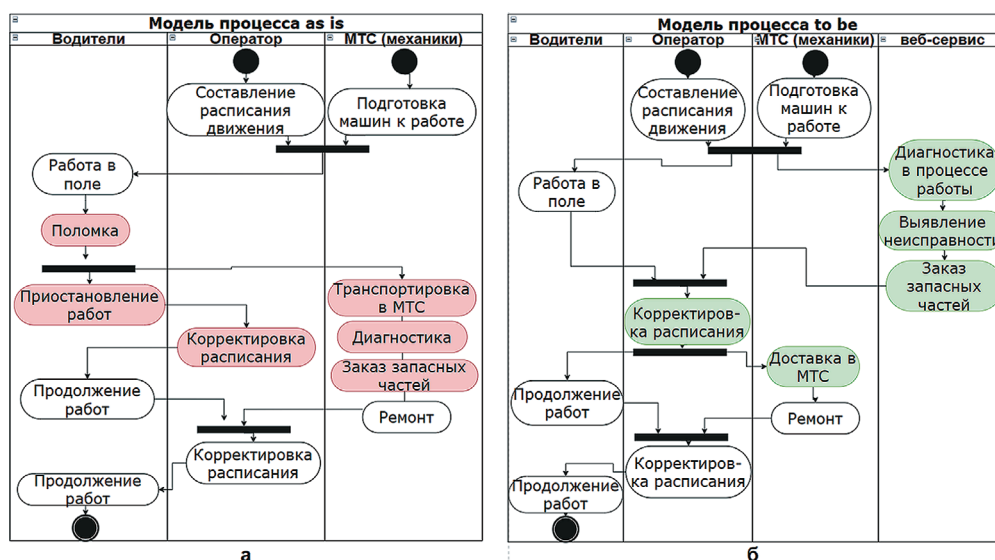 Модель процесса as is
Водители
Оператор
МТС (механики)
Составление
расписания
движения
Подготовка
машин к работе
Работа в
поле
Поломка
Приостановление
работ
Транспортировка
в МТС
Корректировка
расписания
Диагностика
Заказ запасных
частей
Продолжение
работ
Ремонт
Корректировка
расписания
Продолжение
работ
а
Модель процесса to be
Водители
Оператор
МТС (механики)
веб-сервис
Составление
расписания
движения
Подготовка
машин к
работе
Диагностика
в процессе
работы
Работа в
поле
Выявление
неисправности
Заказ
запасных
частей
Корректиров-
ка расписания
Доставка в
МТС
Продолжение
работ
Ремонт
Корректиров-
ка расписания
Продолжение
работ
б